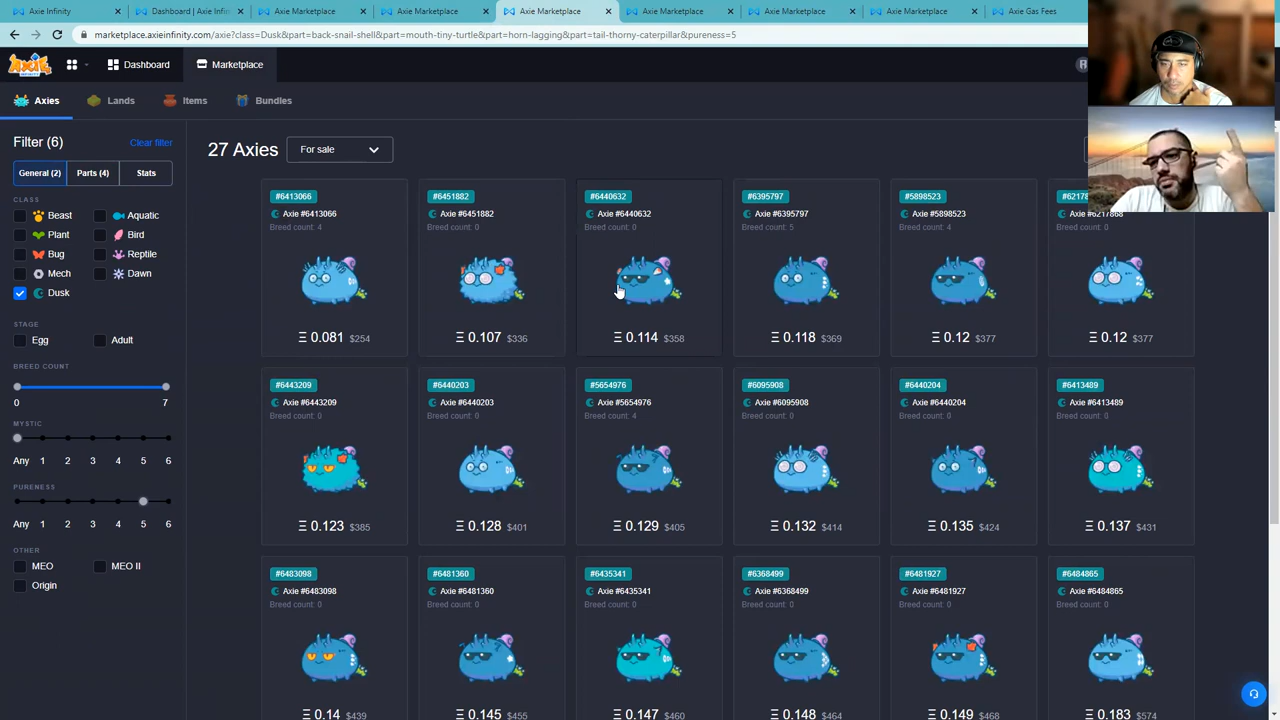 Axie Infinity
Dashboard | Axie Infini
Axie Marketplace
Axie Marketplace
Axie Marketplace
Axie Marketplace
Axie Marketplace
Axie Marketplace
Axie Gas Fees
marketplace.axieinfinity.com/axie?class=Dusk&part=back-snail-shell&part=mouth-tiny-turtle&part=horn-lagging&part=tail-thorny-caterpillar&pureness=5
AXIE
Dashboard
Marketplace
Axies
Lands
Items
Bundles
Filter (6)
Clear filter
General (2)
Parts (4)
Stats
CLASS
Beast
Aquatic
Plant
Bird
Bug
Reptile
Mech
Dawn
Dusk
STAGE
Egg
Adult
BREED COUNT
0
7
MYSTIC
Any 1 2 3 4 5 6
PURENESS
Any 1 2 3 4 5 6
OTHER
MEO
MEO II
Origin
27 Axies
For sale
#6413066
Axie #6413066
Breed count: 4
Ξ 0.081 $254
#6451882
Axie #6451882
Breed count: 0
Ξ 0.107 $336
#6440632
Axie #6440632
Breed count: 0
Ξ 0.114 $358
#6395797
Axie #6395797
Breed count: 5
Ξ 0.118 $369
#5898523
Axie #5898523
Breed count: 4
Ξ 0.12 $377
#62178
Axie #6217868
Breed count: 0
Ξ 0.12 $377
#6443209
Axie #6443209
Breed count: 0
Ξ 0.123 $385
#6440203
Axie #6440203
Breed count: 0
Ξ 0.128 $401
#5654976
Axie #5654976
Breed count: 4
Ξ 0.129 $405
#6095908
Axie #6095908
Breed count: 0
Ξ 0.132 $414
#6440204
Axie #6440204
Breed count: 0
Ξ 0.135 $424
#6413489
Axie #6413489
Breed count: 0
Ξ 0.137 $431
#6483098
Axie #6483098
Breed count: 0
Ξ 0.14 $439
#6481360
Axie #6481360
Breed count: 0
Ξ 0.145 $455
#6435341
Axie #6435341
Breed count: 0
Ξ 0.147 $460
#6368499
Axie #6368499
Breed count: 0
Ξ 0.148 $464
#6481927
Axie #6481927
Breed count: 0
Ξ 0.149 $468
#6484865
Axie #6484865
Breed count: 0
Ξ 0.183 $574